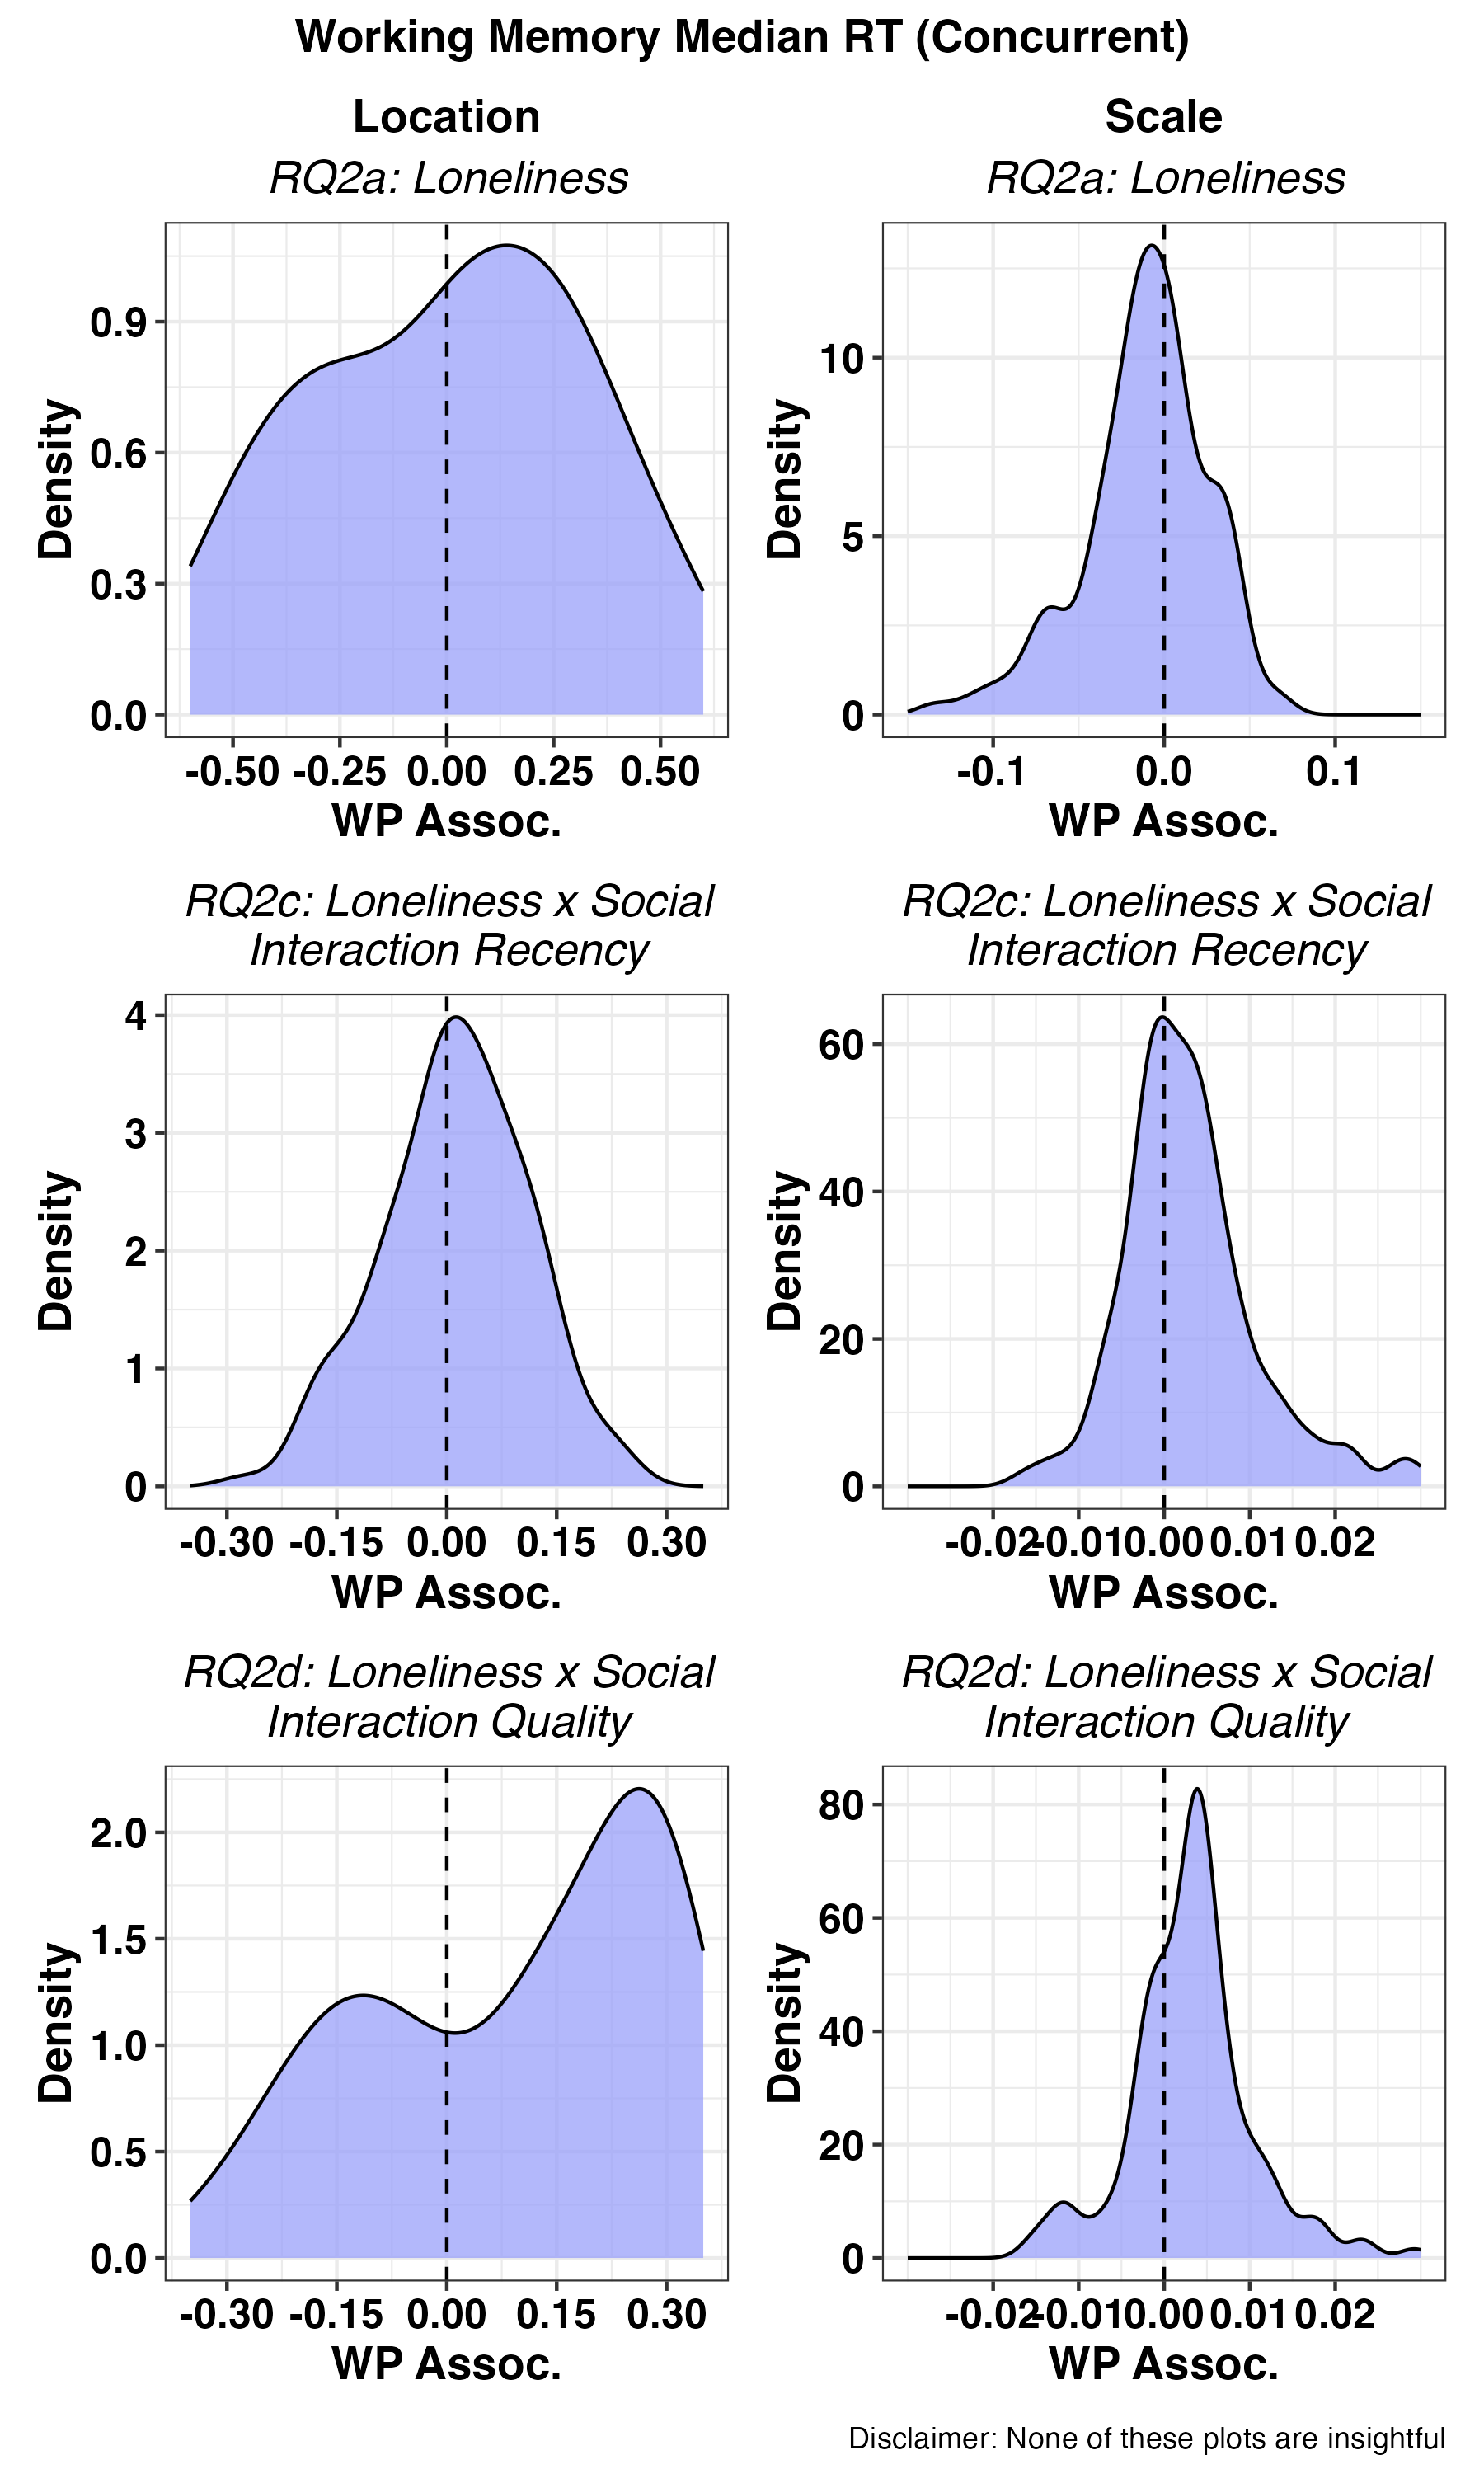 Working Memory Median RT (Concurrent)
Location
Scale
RQ2a: Loneliness
RQ2a: Loneliness
Density
0.9
0.6
0.3
0.0
-0.50 -0.25 0.00 0.25 0.50
WP Assoc.
Density
10
5
0
-0.1 0.0 0.1
WP Assoc.
RQ2c: Loneliness x Social
Interaction Recency
RQ2c: Loneliness x Social
Interaction Recency
Density
4
3
2
1
0
-0.30 -0.15 0.00 0.15 0.30
WP Assoc.
Density
60
40
20
0
-0.02 -0.01 0.00 0.01 0.02
WP Assoc.
RQ2d: Loneliness x Social
Interaction Quality
RQ2d: Loneliness x Social
Interaction Quality
Density
2.0
1.5
1.0
0.5
0.0
-0.30 -0.15 0.00 0.15 0.30
WP Assoc.
Density
80
60
40
20
0
-0.02 -0.01 0.00 0.01 0.02
WP Assoc.
Disclaimer: None of these plots are insightful